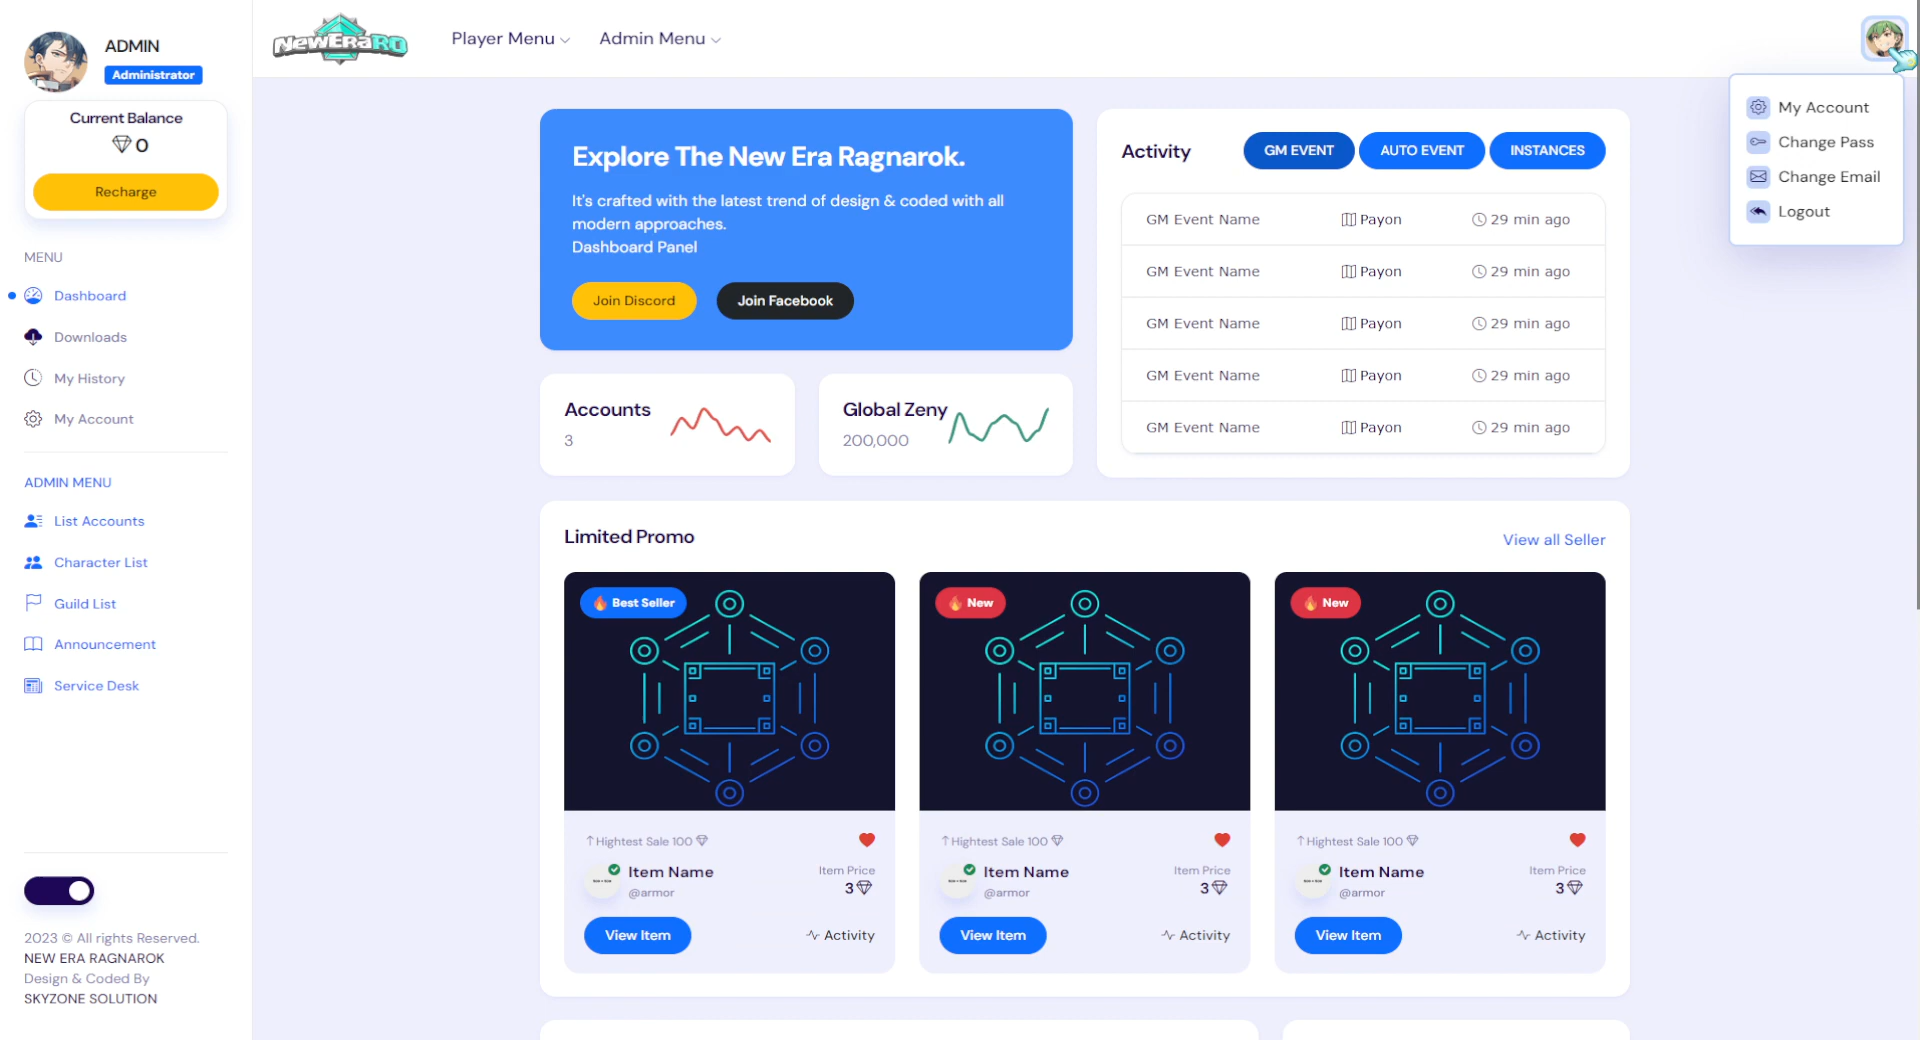 ADMIN
Administrator
Current Balance
0
Recharge
MENU
Dashboard
Downloads
My History
My Account
ADMIN MENU
List Accounts
Character List
Guild List
Announcement
Service Desk
2023 © All rights Reserved.
NEW ERA RAGNAROK
Design & Coded By
SKYZONE SOLUTION
NewEraRO
Player Menu
Admin Menu
My Account
Change Pass
Change Email
Logout
Explore The New Era Ragnarok.
It's crafted with the latest trend of design & coded with all
modern approaches.
Dashboard Panel
Join Discord
Join Facebook
Accounts
3
Global Zeny
200,000
Activity
GM EVENT
AUTO EVENT
INSTANCES
GM Event Name Payon 29 min ago
GM Event Name Payon 29 min ago
GM Event Name Payon 29 min ago
GM Event Name Payon 29 min ago
GM Event Name Payon 29 min ago
Limited Promo
View all Seller
Best Seller
Hightest Sale 100
Item Name
@armor
Item Price
3
View Item
Activity
New
Hightest Sale 100
Item Name
@armor
Item Price
3
View Item
Activity
New
Hightest Sale 100
Item Name
@armor
Item Price
3
View Item
Activity